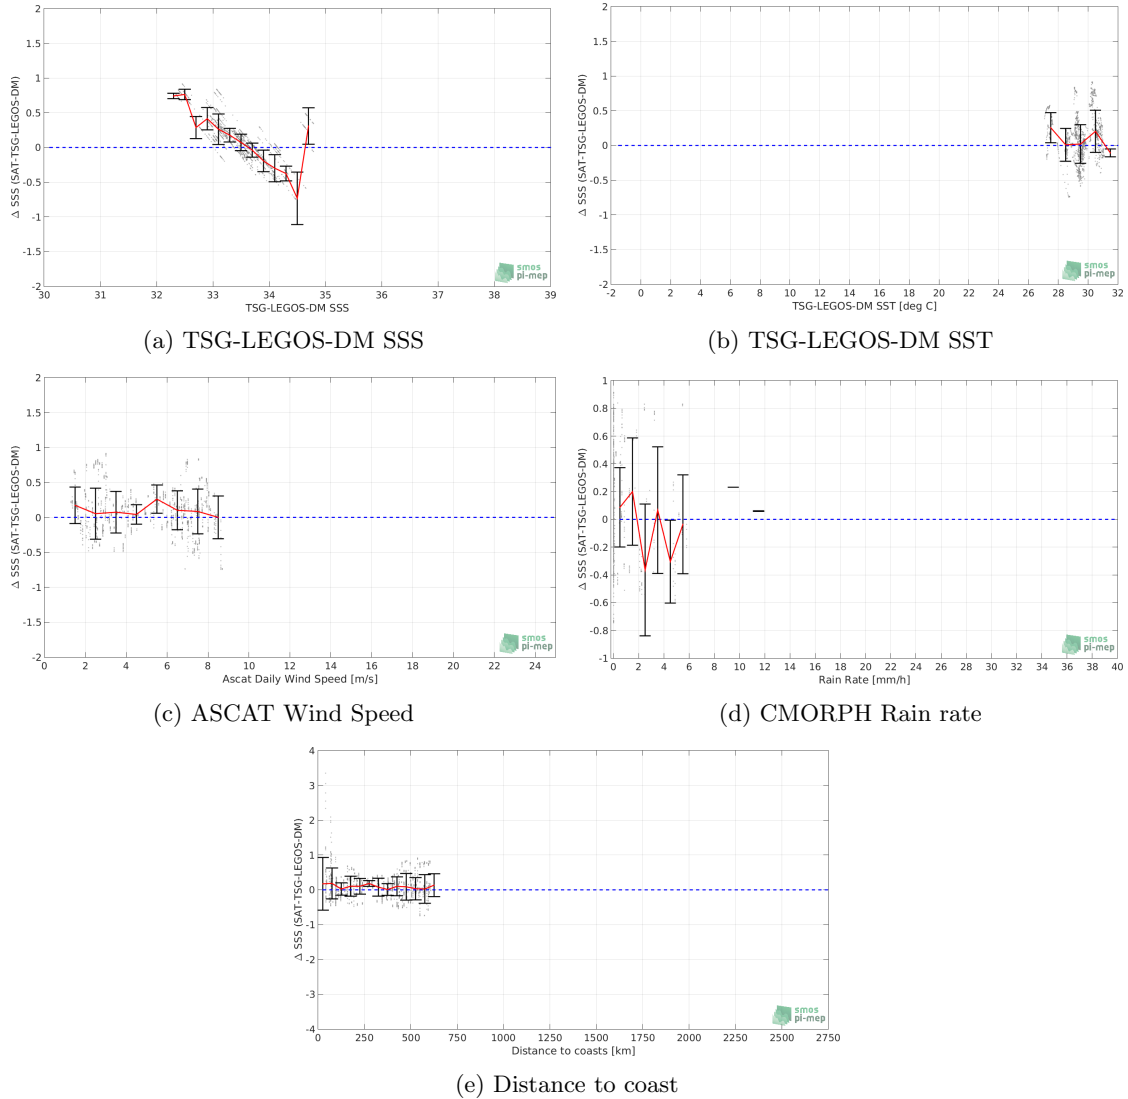 2
1.5
1
0.5
0
-0.5
-1
-1.5
-2
Δ SSS (SAT-TSG-LEGOS-DM)
30 31 32 33 34 35 36 37 38 39
TSG-LEGOS-DM SSS
smos
pi-mep
(a) TSG-LEGOS-DM SSS
2
1.5
1
0.5
0
-0.5
-1
-1.5
-2
Δ SSS (SAT-TSG-LEGOS-DM)
-2 0 2 4 6 8 10 12 14 16 18 20 22 24 26 28 30 32
TSG-LEGOS-DM SST [deg C]
smos
pi-mep
(b) TSG-LEGOS-DM SST
2
1.5
1
0.5
0
-0.5
-1
-1.5
-2
Δ SSS (SAT-TSG-LEGOS-DM)
0 2 4 6 8 10 12 14 16 18 20 22 24
Ascat Daily Wind Speed [m/s]
smos
pi-mep
(c) ASCAT Wind Speed
1
0.8
0.6
0.4
0.2
0
-0.2
-0.4
-0.6
-0.8
-1
Δ SSS (SAT-TSG-LEGOS-DM)
0 2 4 6 8 10 12 14 16 18 20 22 24 26 28 30 32 34 36 38 40
Rain Rate [mm/h]
smos
pi-mep
(d) CMORPH Rain rate
4
3
2
1
0
-1
-2
-3
-4
Δ SSS (SAT-TSG-LEGOS-DM)
0 250 500 750 1000 1250 1500 1750 2000 2250 2500 2750
Distance to coasts [km]
smos
pi-mep
(e) Distance to coast